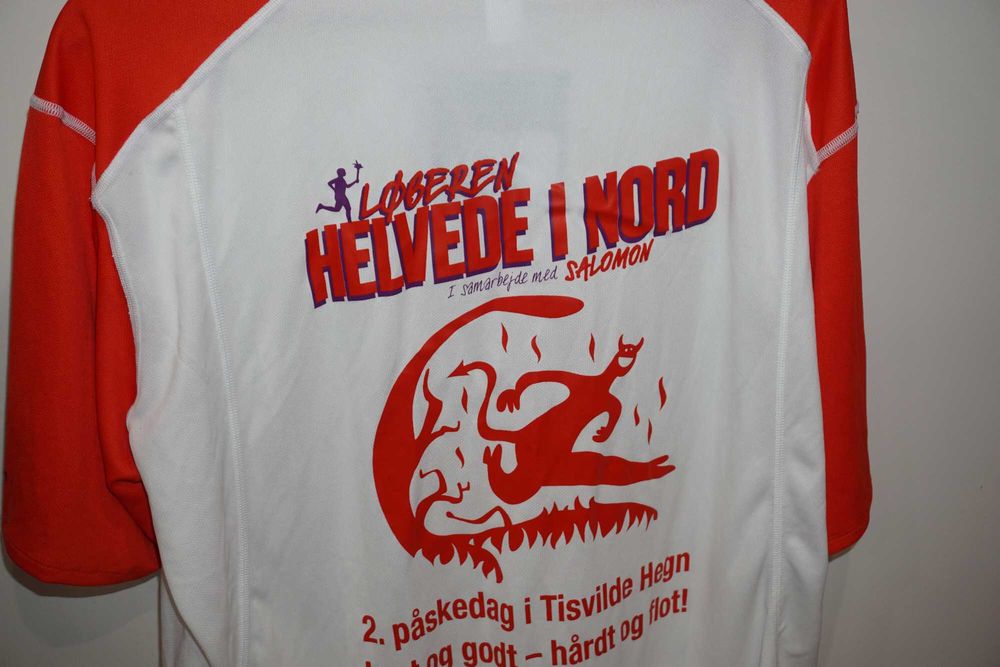 LØBEREN
HELVEDE I NORD
I samarbejde med SALOMON
2. påskedag i Tisvilde Hegn
og godt – hårdt og flot!